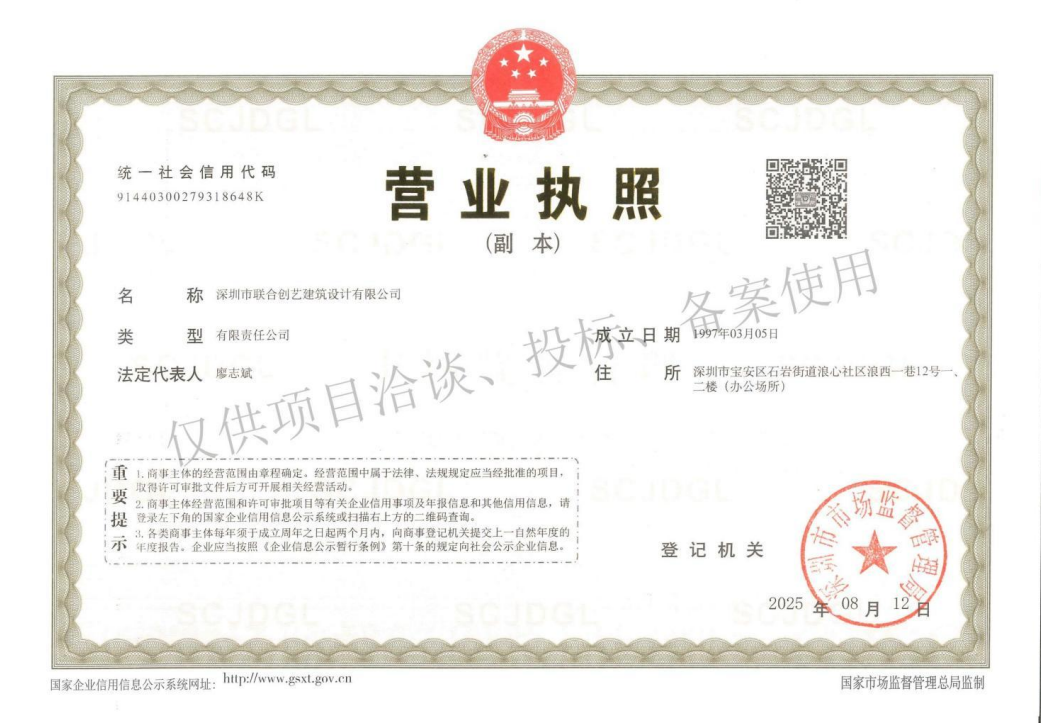 统一社会信用代码
91440300279318648K
营业执照
(副 本)
名 称 深圳市联合创艺建筑设计有限公司
类 型 有限责任公司
法定代表人 廖志斌
成立日期 1997年03月05日
住 所 深圳市宝安区石岩街道浪心社区浪西一巷12号一、
二楼（办公场所）
仅供项目洽谈、投标、备案使用
重要提示
1.商事主体的经营范围由章程确定。经营范围中属于法律、法规规定应当经批准的项目，
取得许可审批文件后方可开展相关经营活动。
2.商事主体经营范围和许可审批项目等有关企业信用事项及年报信息和其他信用信息，请
登录左下角的国家企业信用信息公示系统或扫描右上方的二维码查询。
3.各类商事主体每年须于成立周年之日起两个月内，向商事登记机关提交上一自然年度的
年度报告。企业应当按照《企业信息公示暂行条例》第十条的规定向社会公示企业信息。
登记机关
深圳市市场监督管理局
2025 年 08 月 12 日
国家企业信用信息公示系统网址: http://www.gsxt.gov.cn
国家市场监督管理总局监制
SCJDGL
SCJDGL
SCJDGL
SCJDGL